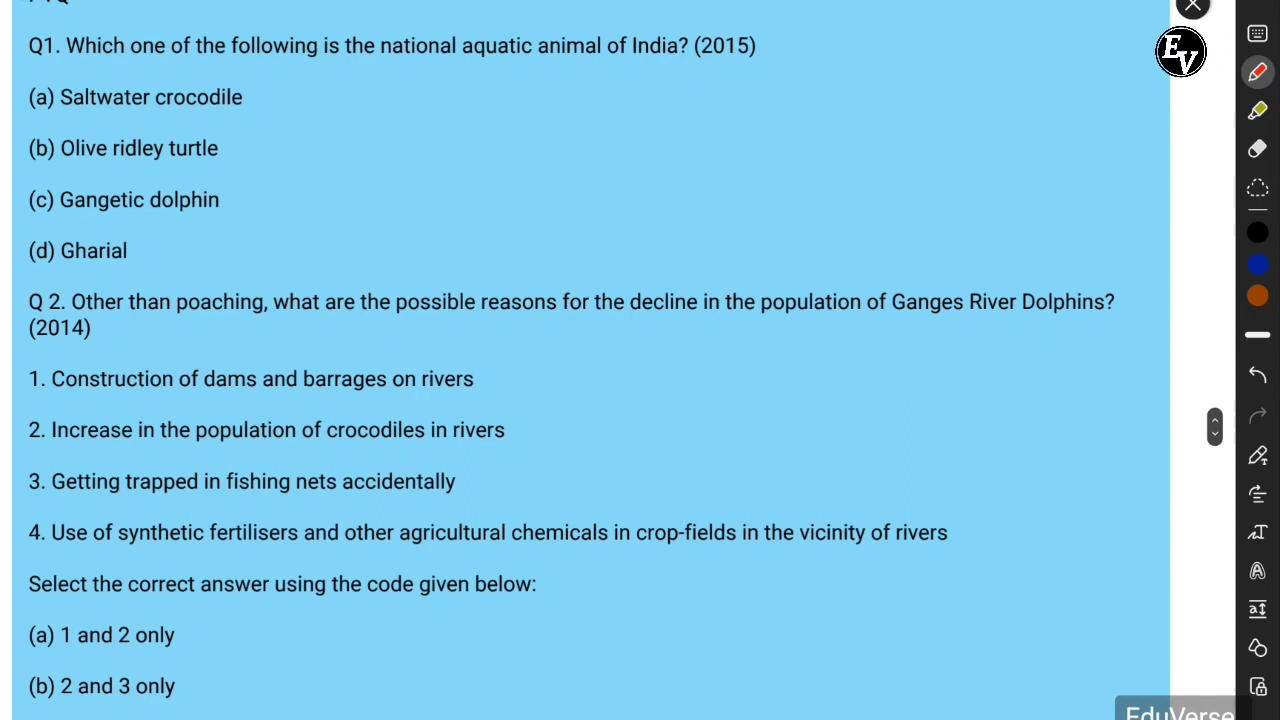 Q1. Which one of the following is the national aquatic animal of India? (2015)
EV
(a) Saltwater crocodile
(b) Olive ridley turtle
(c) Gangetic dolphin
(d) Gharial
Q 2. Other than poaching, what are the possible reasons for the decline in the population of Ganges River Dolphins?
(2014)
1. Construction of dams and barrages on rivers
2. Increase in the population of crocodiles in rivers
3. Getting trapped in fishing nets accidentally
4. Use of synthetic fertilisers and other agricultural chemicals in crop-fields in the vicinity of rivers
Select the correct answer using the code given below:
(a) 1 and 2 only
(b) 2 and 3 only
EduVerse